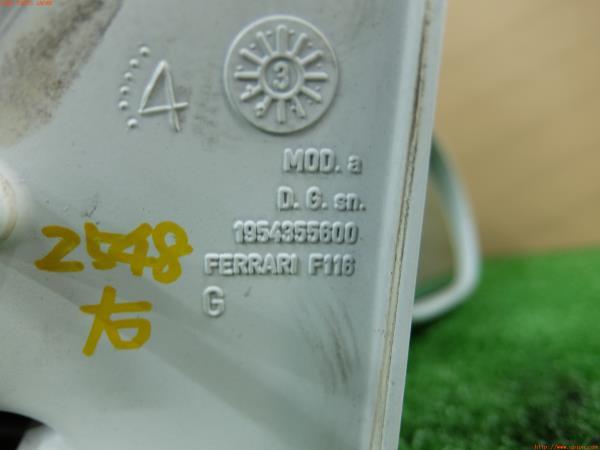 4
3
MOD. a
D. G. sn.
1954355600
FERRARI F116
G
2548
右